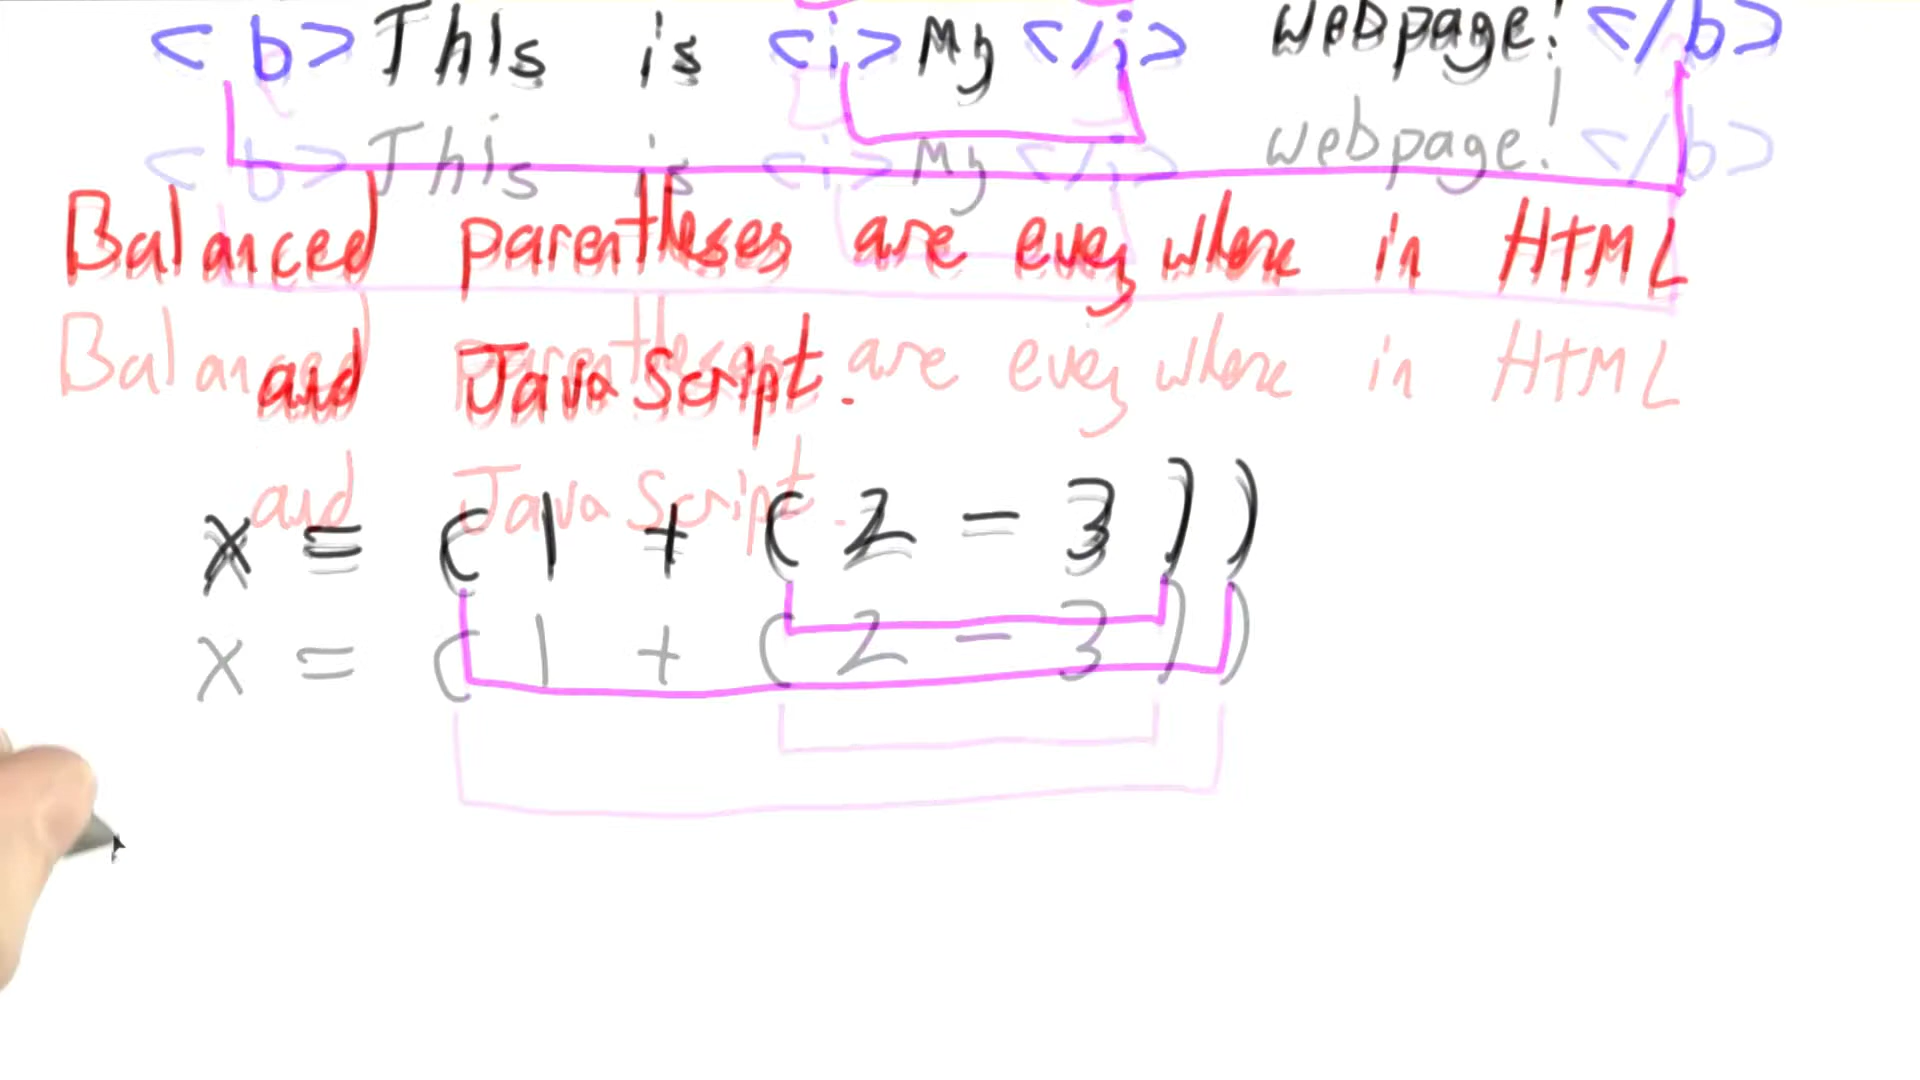 <b> This is <i> My </i> webpage! </b>
Balanced parentheses are everywhere in HTML
and JavaScript.
x = ( 1 + ( 2 - 3 ) )